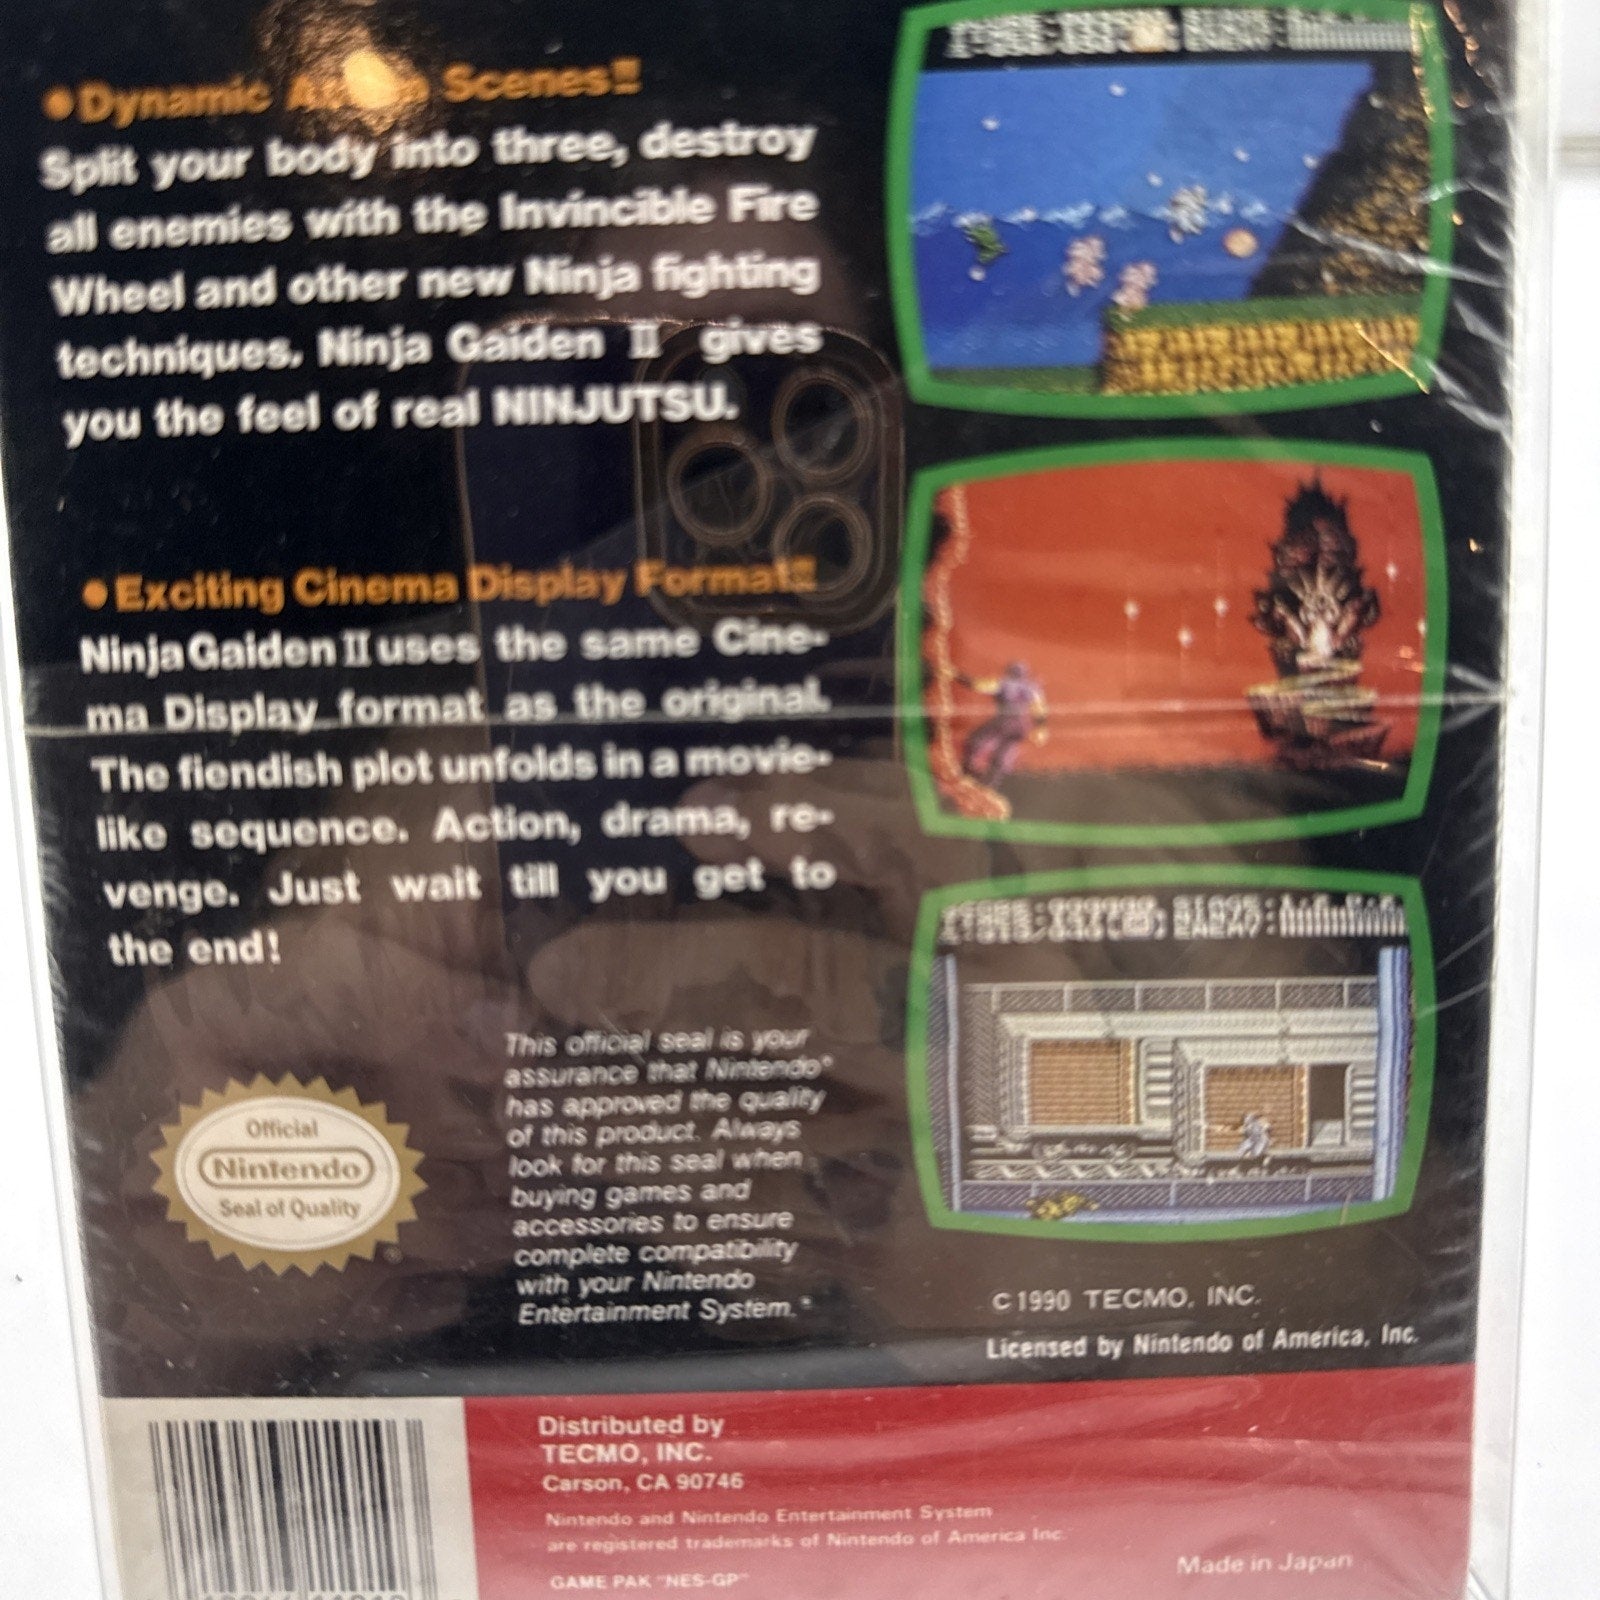 ●Dynamic Action Scenes!!
Split your body into three, destroy
all enemies with the Invincible Fire
Wheel and other new Ninja fighting
techniques. Ninja Gaiden II gives
you the feel of real NINJUTSU.
●Exciting Cinema Display Format!!
Ninja Gaiden II uses the same Cine-
ma Display format as the original.
The fiendish plot unfolds in a movie-
like sequence. Action, drama, re-
venge. Just wait till you get to
the end!
This official seal is your
assurance that Nintendo®
has approved the quality
of this product. Always
look for this seal when
buying games and
accessories to ensure
complete compatibility
with your Nintendo
Entertainment System.
Official
Nintendo
Seal of Quality
©1990 TECMO, INC.
Licensed by Nintendo of America, Inc.
Distributed by
TECMO, INC.
Carson, CA 90746
Nintendo and Nintendo Entertainment System
are registered trademarks of Nintendo of America Inc.
GAME PAK "NES-GP"
Made in Japan